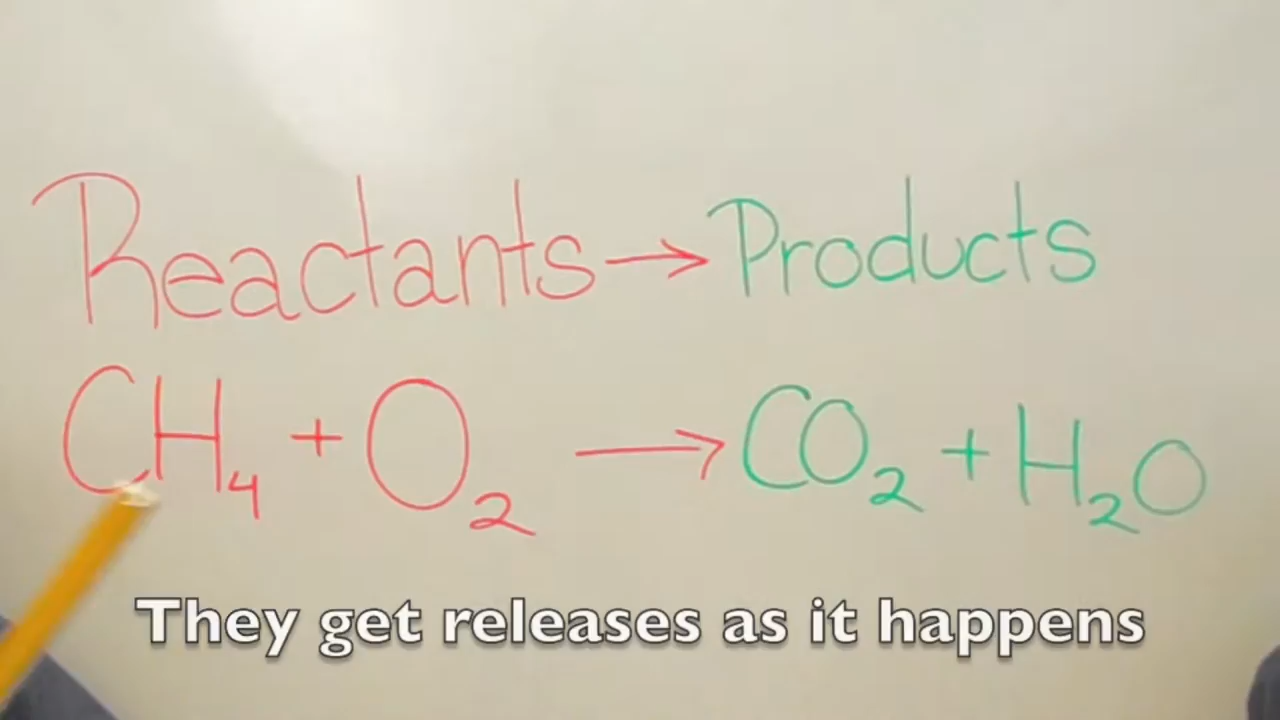 Reactants → Products
CH₄ + O₂ → CO₂ + H₂O
They get releases as it happens